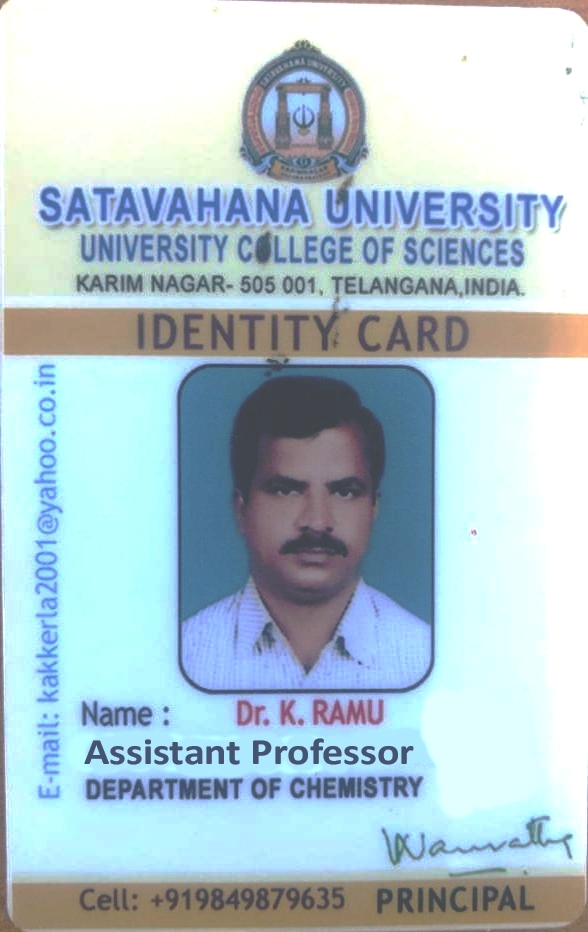 SATAVAHANA UNIVERSITY
SATAVAHANA UNIVERSITY
UNIVERSITY COLLEGE OF SCIENCES
KARIM NAGAR- 505 001, TELANGANA,INDIA.
IDENTITY CARD
E-mail: kakkerla2001@yahoo.co.in
Name : Dr. K. RAMU
Assistant Professor
DEPARTMENT OF CHEMISTRY
Cell: +919849879635 PRINCIPAL